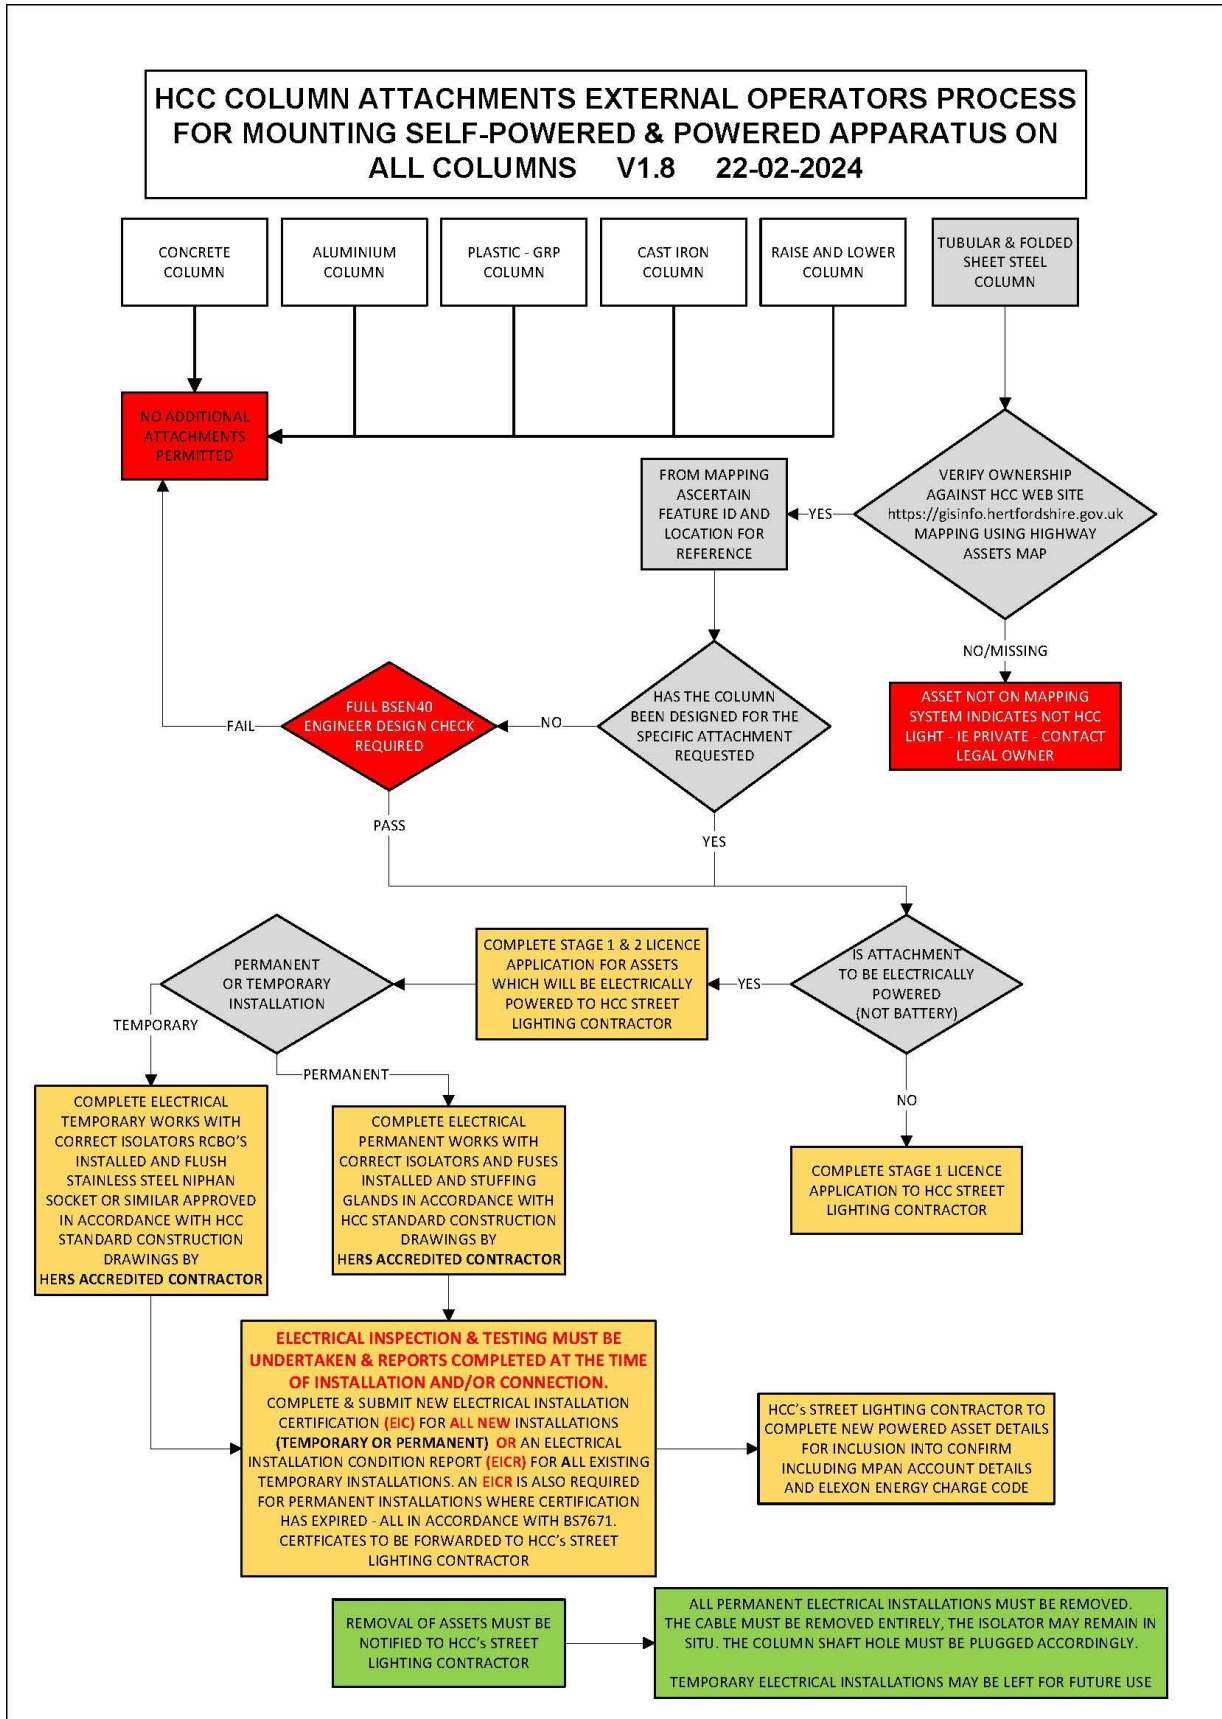 HCC COLUMN ATTACHMENTS EXTERNAL OPERATORS PROCESS
FOR MOUNTING SELF-POWERED & POWERED APPARATUS ON
ALL COLUMNS V1.8 22-02-2024
CONCRETE
COLUMN
ALUMINIUM
COLUMN
PLASTIC - GRP
COLUMN
CAST IRON
COLUMN
RAISE AND LOWER
COLUMN
TUBULAR & FOLDED
SHEET STEEL
COLUMN
NO ADDITIONAL
ATTACHMENTS
PERMITTED
FROM MAPPING
ASCERTAIN
FEATURE ID AND
LOCATION FOR
REFERENCE
YES
VERIFY OWNERSHIP
AGAINST HCC WEB SITE
https://gisinfo.hertfordshire.gov.uk
MAPPING USING HIGHWAY
ASSETS MAP
NO/MISSING
ASSET NOT ON MAPPING
SYSTEM INDICATES NOT HCC
LIGHT - IE PRIVATE - CONTACT
LEGAL OWNER
FAIL
FULL BSEN40
ENGINEER DESIGN CHECK
REQUIRED
NO
HAS THE COLUMN
BEEN DESIGNED FOR THE
SPECIFIC ATTACHMENT
REQUESTED
PASS
YES
PERMANENT
OR TEMPORARY
INSTALLATION
COMPLETE STAGE 1 & 2 LICENCE
APPLICATION FOR ASSETS
WHICH WILL BE ELECTRICALLY
POWERED TO HCC STREET
LIGHTING CONTRACTOR
YES
IS ATTACHMENT
TO BE ELECTRICALLY
POWERED
(NOT BATTERY)
TEMPORARY
PERMANENT
NO
COMPLETE ELECTRICAL
TEMPORARY WORKS WITH
CORRECT ISOLATORS RCBO'S
INSTALLED AND FLUSH
STAINLESS STEEL NIPHAN
SOCKET OR SIMILAR APPROVED
IN ACCORDANCE WITH HCC
STANDARD CONSTRUCTION
DRAWINGS BY
HERS ACCREDITED CONTRACTOR
COMPLETE ELECTRICAL
PERMANENT WORKS WITH
CORRECT ISOLATORS AND FUSES
INSTALLED AND STUFFING
GLANDS IN ACCORDANCE WITH
HCC STANDARD CONSTRUCTION
DRAWINGS BY
HERS ACCREDITED CONTRACTOR
COMPLETE STAGE 1 LICENCE
APPLICATION TO HCC STREET
LIGHTING CONTRACTOR
ELECTRICAL INSPECTION & TESTING MUST BE
UNDERTAKEN & REPORTS COMPLETED AT THE TIME
OF INSTALLATION AND/OR CONNECTION.
COMPLETE & SUBMIT NEW ELECTRICAL INSTALLATION
CERTIFICATION (EIC) FOR ALL NEW INSTALLATIONS
(TEMPORARY OR PERMANENT) OR AN ELECTRICAL
INSTALLATION CONDITION REPORT (EICR) FOR ALL EXISTING
TEMPORARY INSTALLATIONS. AN EICR IS ALSO REQUIRED
FOR PERMANENT INSTALLATIONS WHERE CERTIFICATION
HAS EXPIRED - ALL IN ACCORDANCE WITH BS7671.
CERTFICATES TO BE FORWARDED TO HCC's STREET
LIGHTING CONTRACTOR
HCC's STREET LIGHTING CONTRACTOR TO
COMPLETE NEW POWERED ASSET DETAILS
FOR INCLUSION INTO CONFIRM
INCLUDING MPAN ACCOUNT DETAILS
AND ELEXON ENERGY CHARGE CODE
REMOVAL OF ASSETS MUST BE
NOTIFIED TO HCC's STREET
LIGHTING CONTRACTOR
ALL PERMANENT ELECTRICAL INSTALLATIONS MUST BE REMOVED.
THE CABLE MUST BE REMOVED ENTIRELY, THE ISOLATOR MAY REMAIN IN
SITU. THE COLUMN SHAFT HOLE MUST BE PLUGGED ACCORDINGLY.
TEMPORARY ELECTRICAL INSTALLATIONS MAY BE LEFT FOR FUTURE USE